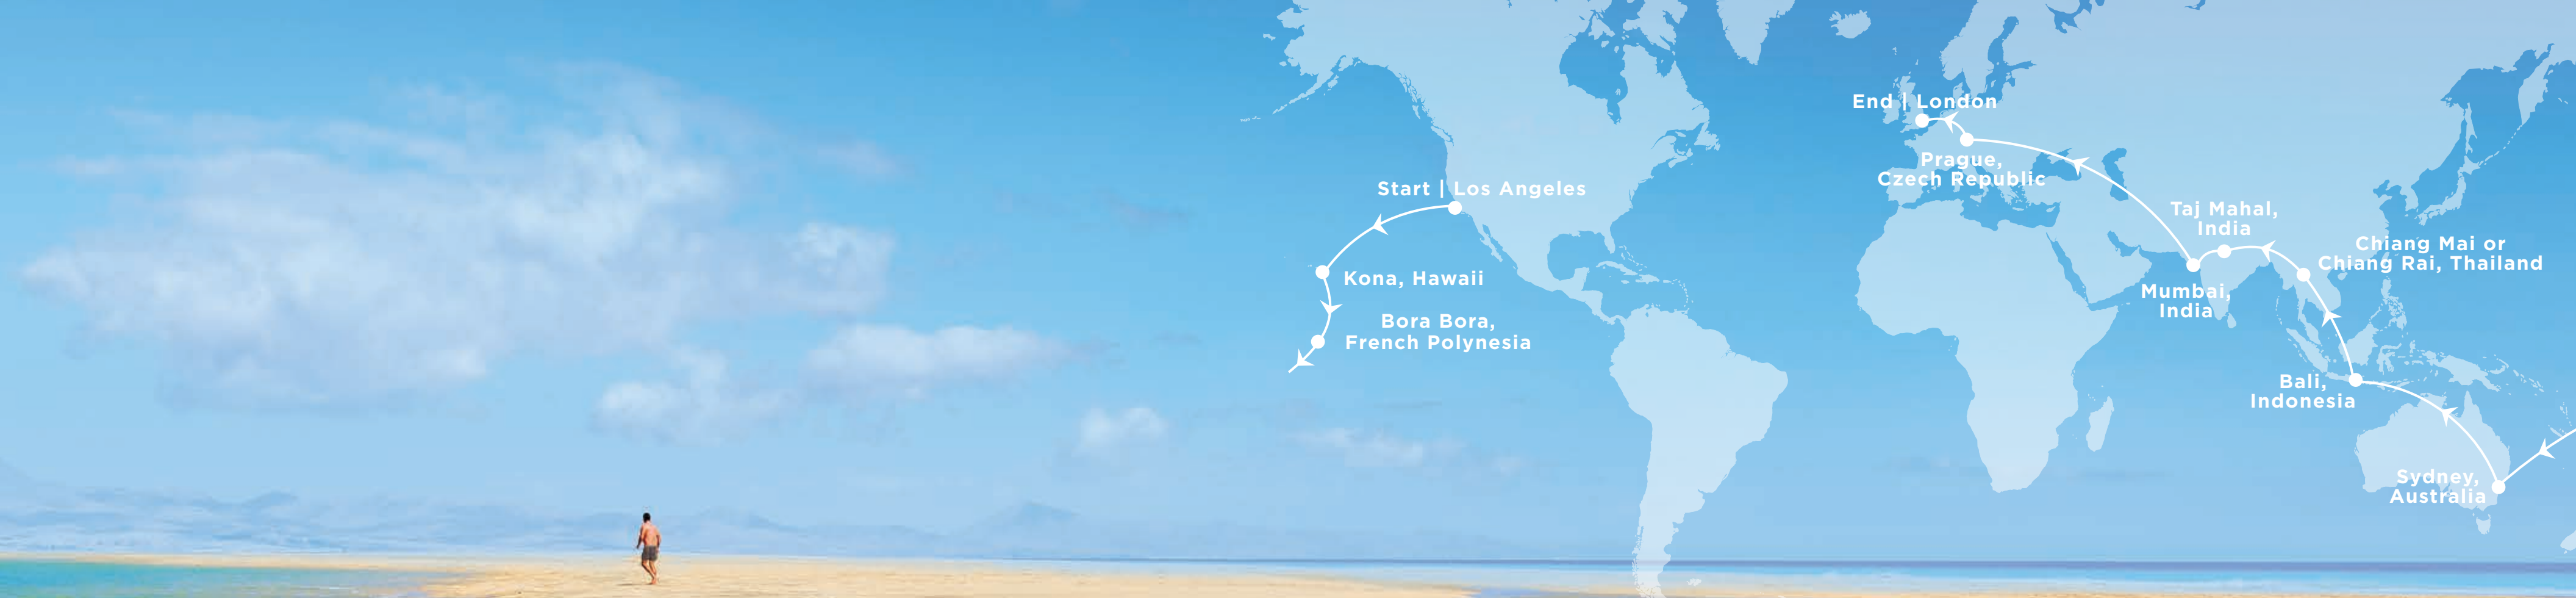 Start | Los Angeles
Kona, Hawaii
Bora Bora,
French Polynesia
End | London
Prague,
Czech Republic
Taj Mahal,
India
Chiang Mai or
Chiang Rai, Thailand
Mumbai,
India
Bali,
Indonesia
Sydney,
Australia